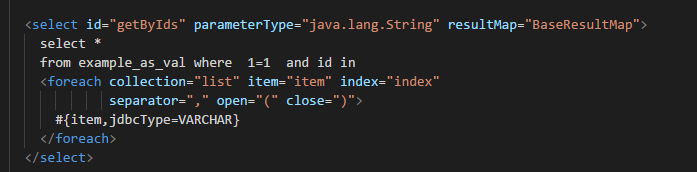 <select id="getByIds" parameterType="java.lang.String" resultMap="BaseResultMap">
select *
from example_as_val where  1=1  and id in
<foreach collection="list" item="item" index="index"
separator="," open="(" close=")">
#{item,jdbcType=VARCHAR}
</foreach>
</select>